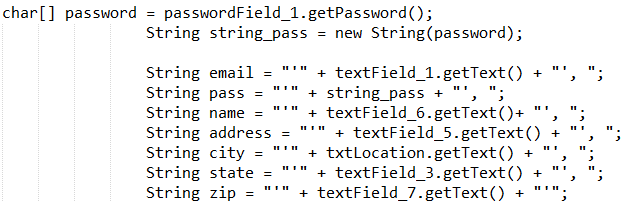 char[] password = passwordField_1.getPassword();
String string_pass = new String(password);
String email = "'" + textField_1.getText() + "', ";
String pass = "'" + string_pass + "', ";
String name = "'" + textField_6.getText()+ "', ";
String address = "'" + textField_5.getText() + "', ";
String city = "'" + txtLocation.getText() + "', ";
String state = "'" + textField_3.getText() + "', ";
String zip = "'" + textField_7.getText() + "'";